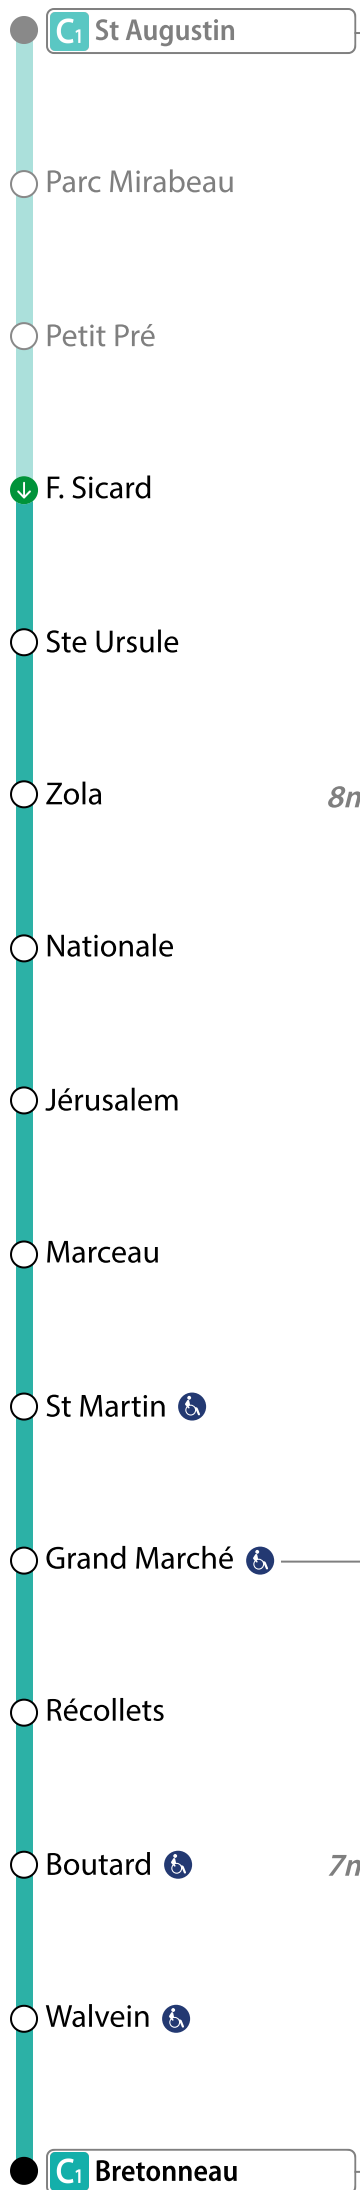 C1 St Augustin
Parc Mirabeau
Petit Pré
F. Sicard
Ste Ursule
Zola
Nationale
Jérusalem
Marceau
St Martin
Grand Marché
Récollets
Boutard
Walvein
C1 Bretonneau